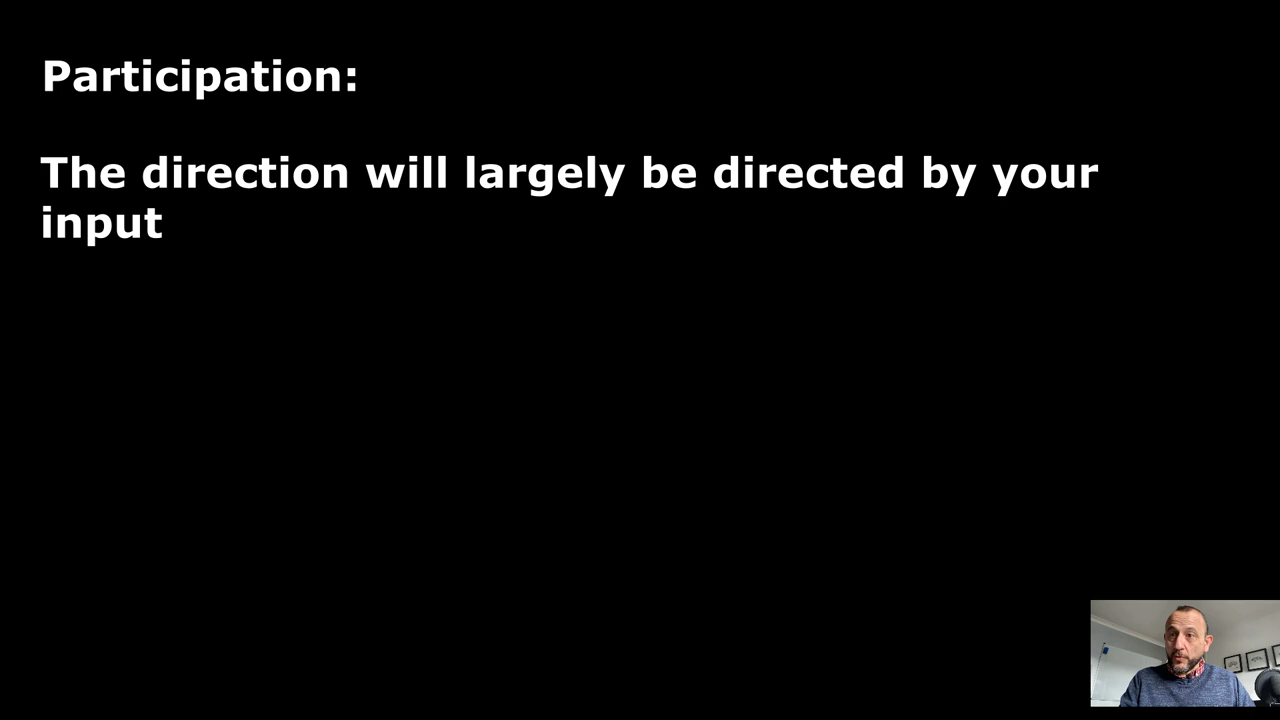 Participation:
The direction will largely be directed by your
input